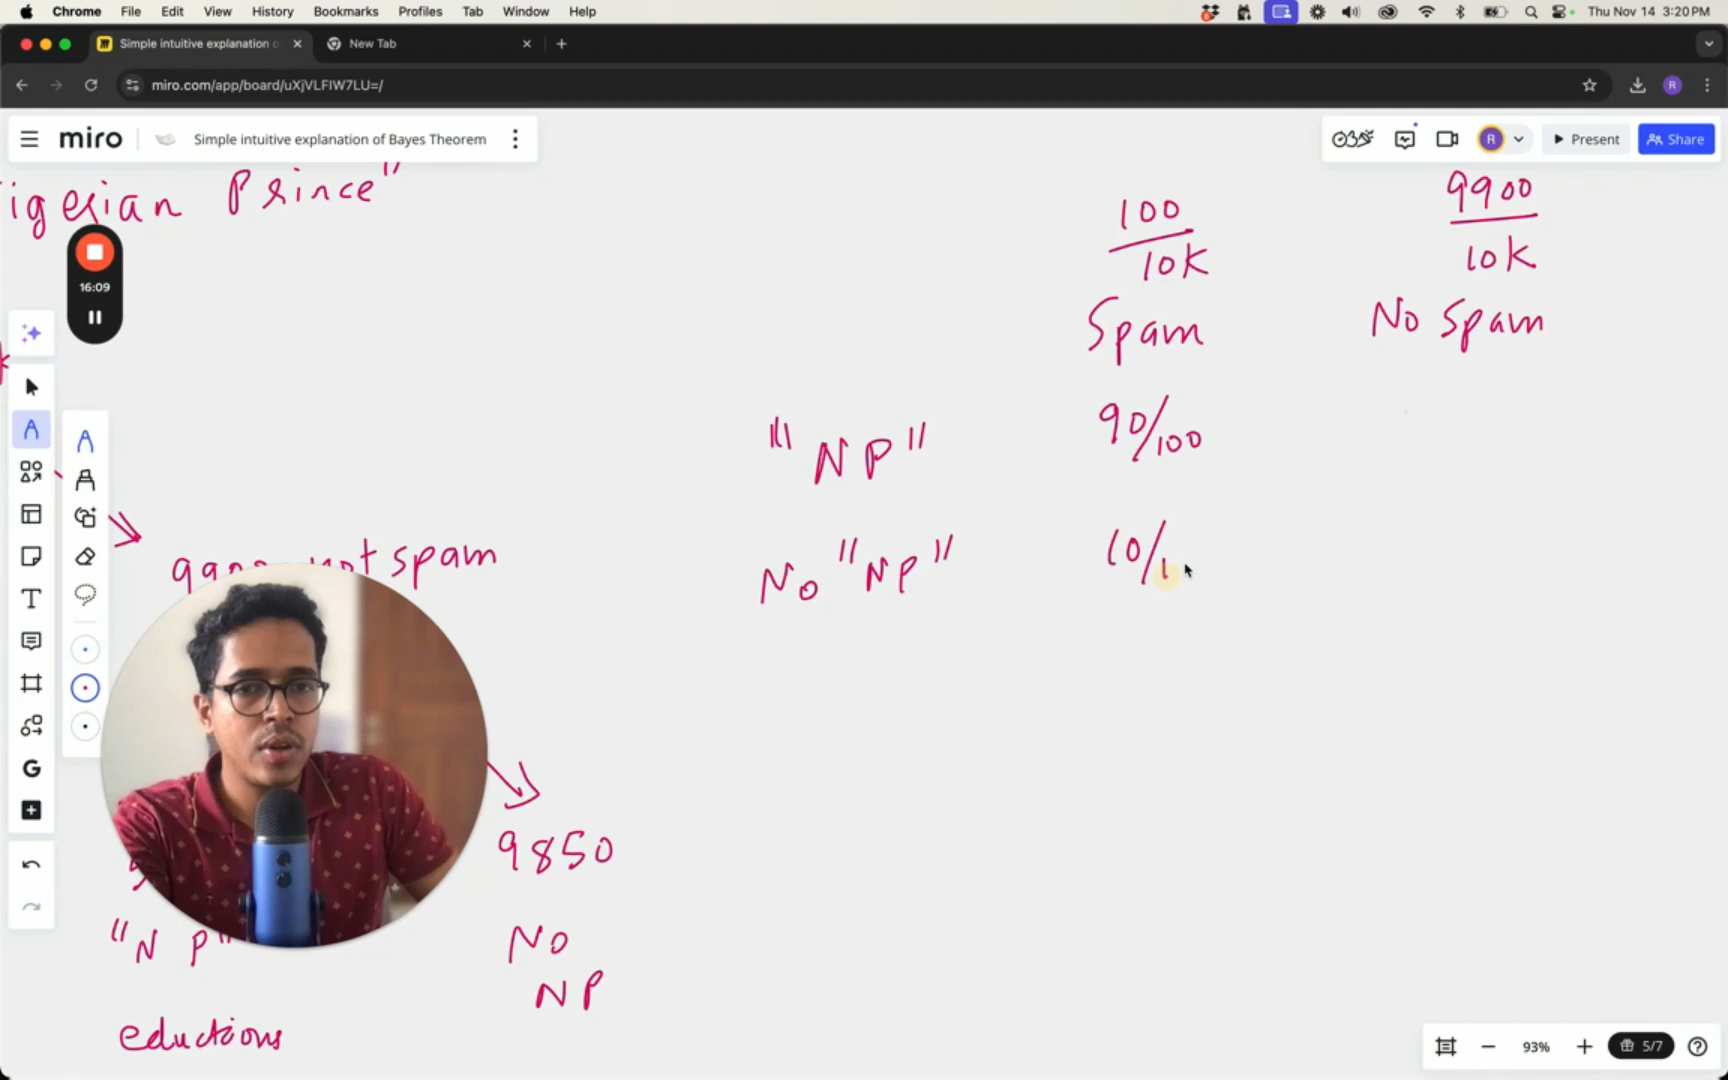 Chrome File Edit View History Bookmarks Profiles Tab Window Help Thu Nov 14 3:20 PM
Simple intuitive explanation o New Tab
miro.com/app/board/uXjVLFIW7LU=/ R
miro Simple intuitive explanation of Bayes Theorem R Present Share
igerian Prince"
100 9900
10K 10K
Spam No Spam
16:09
"NP" 90/100
No "NP" 10/1
not spam
T
G
9850
"N P" No
NP
eductions
93% 5/7